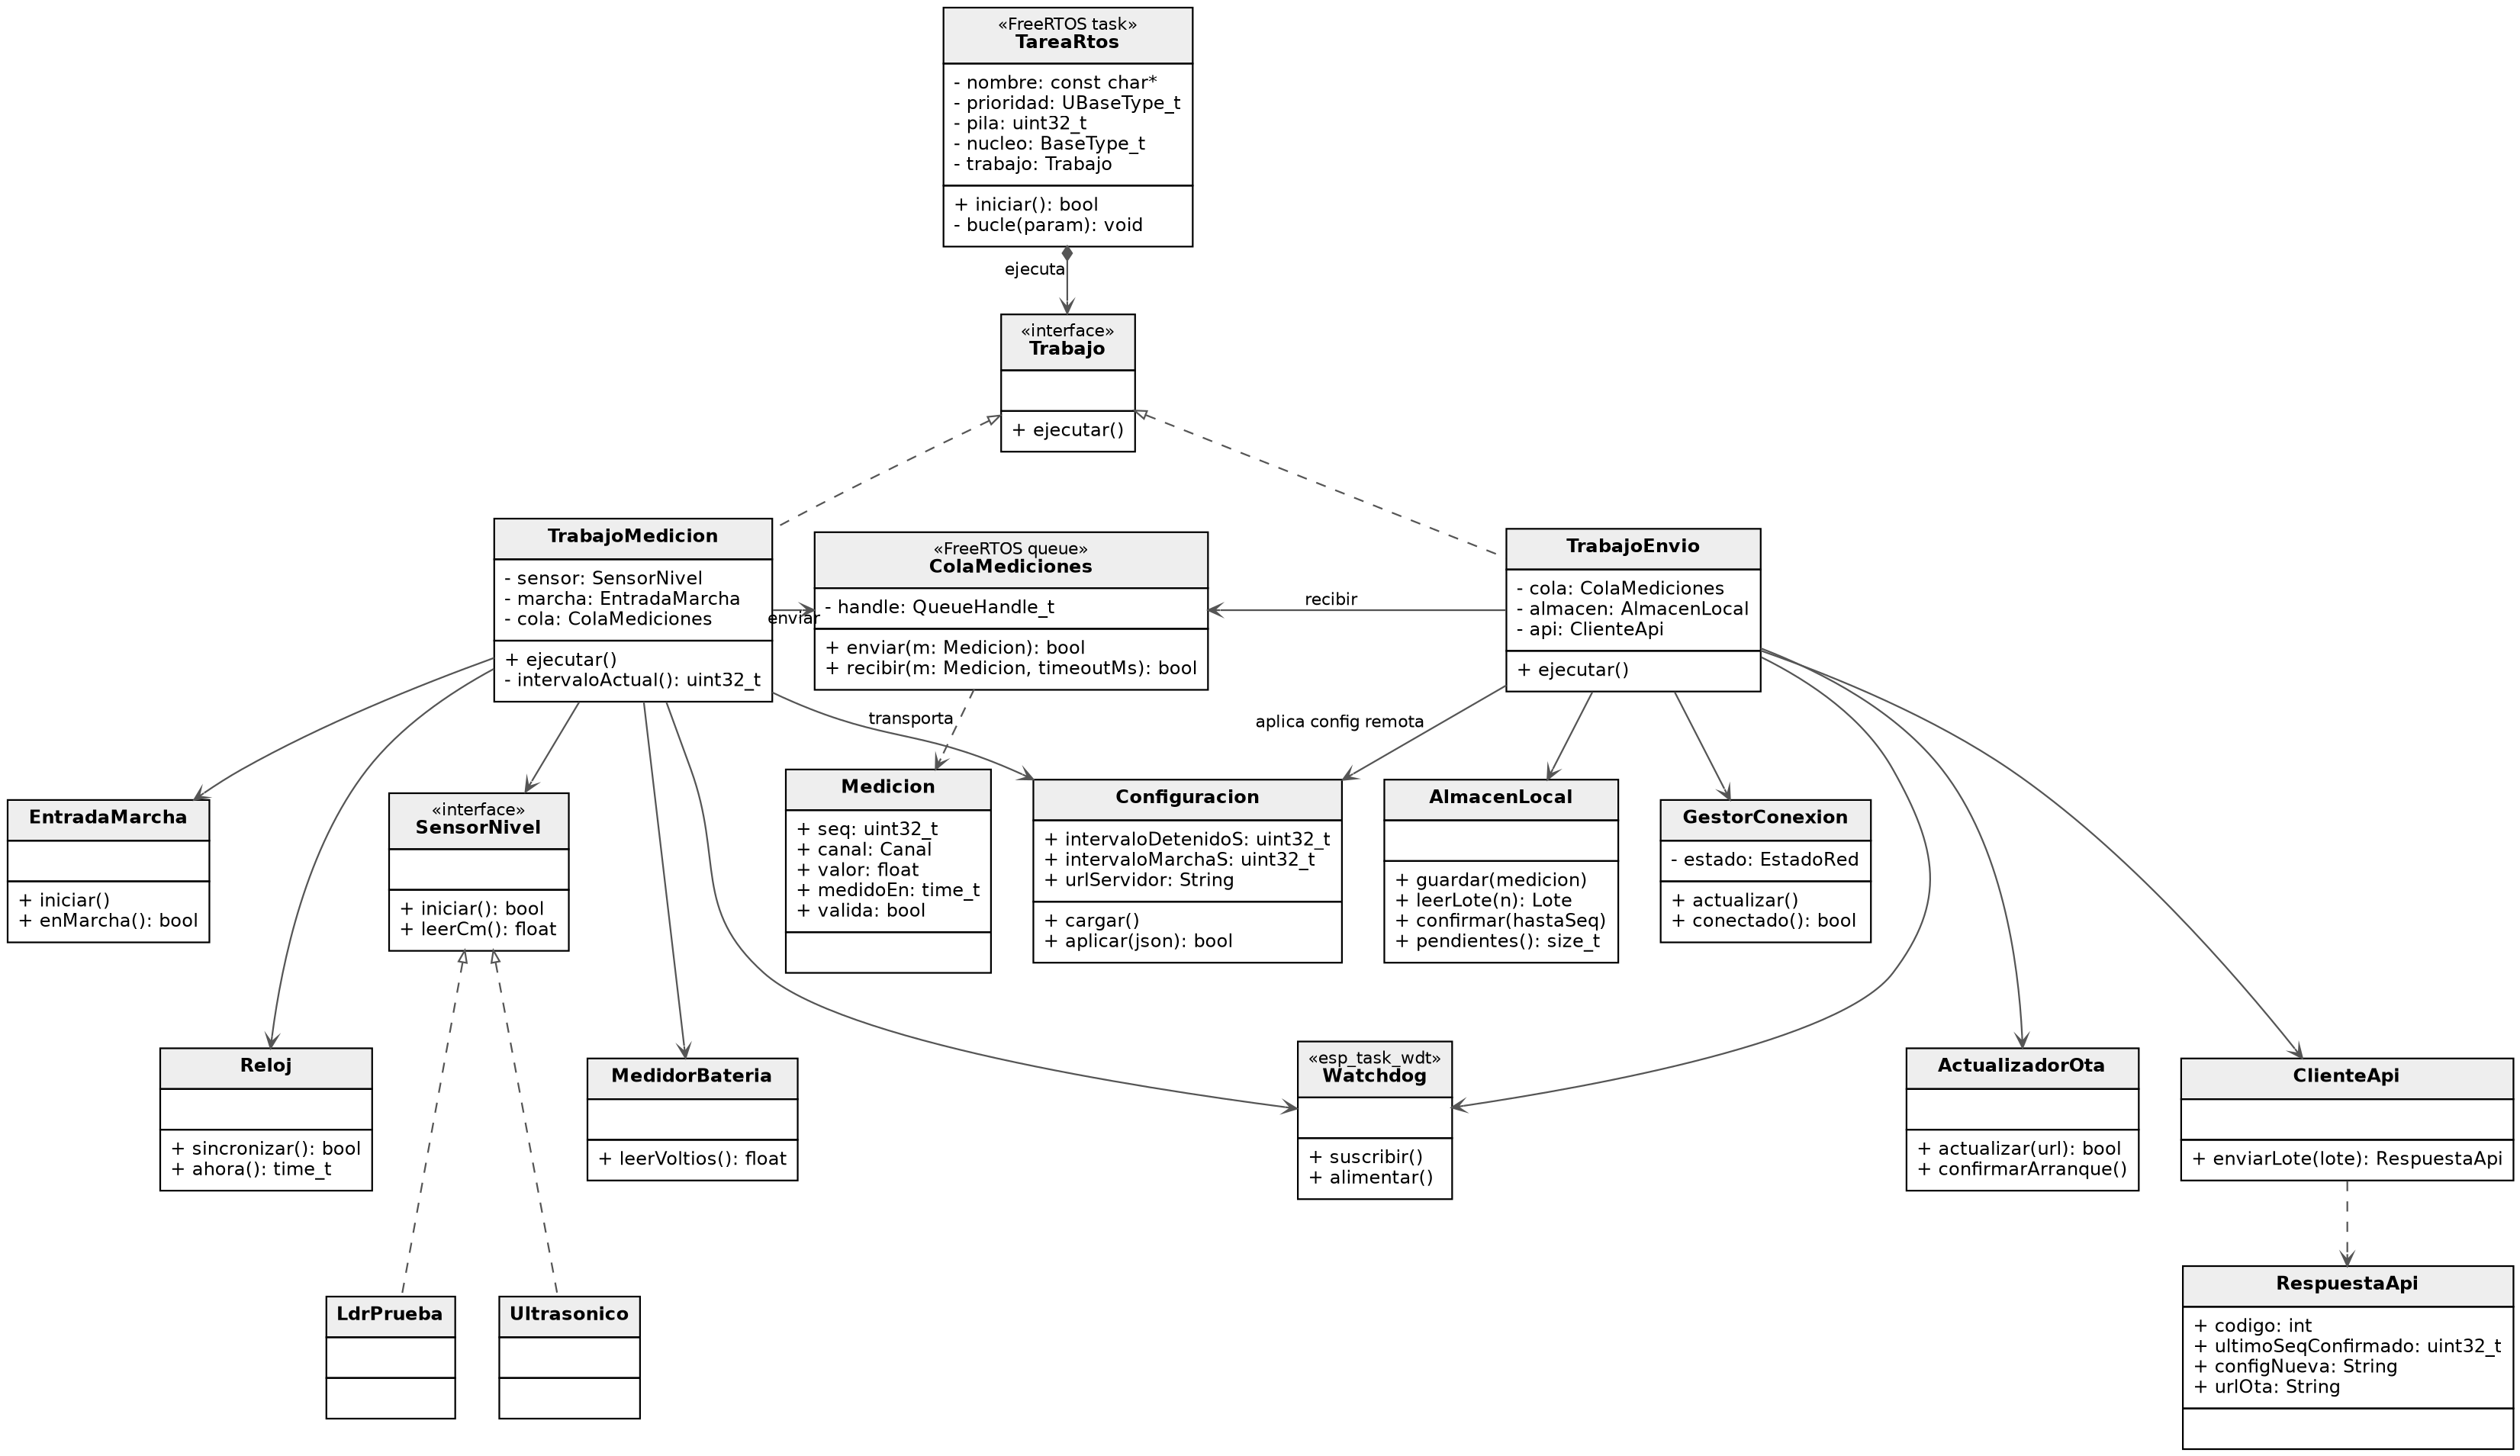 «FreeRTOS task»
TareaRtos
- nombre: const char*
- prioridad: UBaseType_t
- pila: uint32_t
- nucleo: BaseType_t
- trabajo: Trabajo
+ iniciar(): bool
- bucle(param): void
ejecuta
«interface»
Trabajo
+ ejecutar()
TrabajoMedicion
- sensor: SensorNivel
- marcha: EntradaMarcha
- cola: ColaMediciones
+ ejecutar()
- intervaloActual(): uint32_t
enviar
«FreeRTOS queue»
ColaMediciones
- handle: QueueHandle_t
+ enviar(m: Medicion): bool
+ recibir(m: Medicion, timeoutMs): bool
recibir
TrabajoEnvio
- cola: ColaMediciones
- almacen: AlmacenLocal
- api: ClienteApi
+ ejecutar()
transporta
aplica config remota
EntradaMarcha
+ iniciar()
+ enMarcha(): bool
«interface»
SensorNivel
+ iniciar(): bool
+ leerCm(): float
Medicion
+ seq: uint32_t
+ canal: Canal
+ valor: float
+ medidoEn: time_t
+ valida: bool
Configuracion
+ intervaloDetenidoS: uint32_t
+ intervaloMarchaS: uint32_t
+ urlServidor: String
+ cargar()
+ aplicar(json): bool
AlmacenLocal
+ guardar(medicion)
+ leerLote(n): Lote
+ confirmar(hastaSeq)
+ pendientes(): size_t
GestorConexion
- estado: EstadoRed
+ actualizar()
+ conectado(): bool
Reloj
+ sincronizar(): bool
+ ahora(): time_t
MedidorBateria
+ leerVoltios(): float
«esp_task_wdt»
Watchdog
+ suscribir()
+ alimentar()
ActualizadorOta
+ actualizar(url): bool
+ confirmarArranque()
ClienteApi
+ enviarLote(lote): RespuestaApi
LdrPrueba
Ultrasonico
RespuestaApi
+ codigo: int
+ ultimoSeqConfirmado: uint32_t
+ configNueva: String
+ urlOta: String